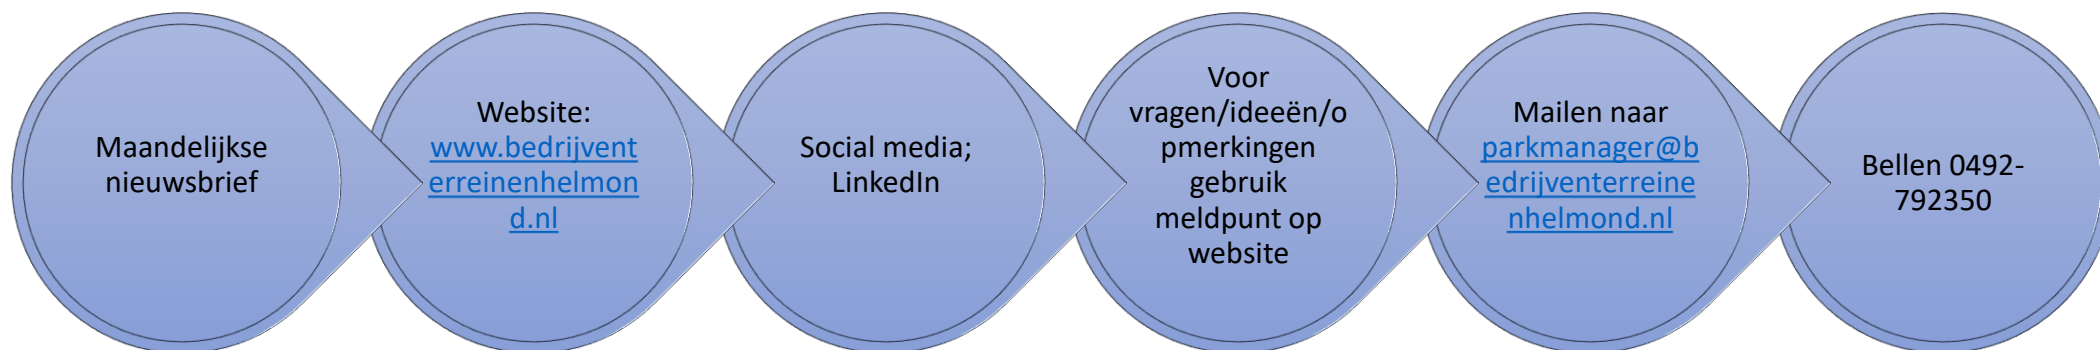 Maandelijkse
nieuwsbrief
Website:
www.bedrijvent
erreinenhelmon
d.nl
Social media;
LinkedIn
Voor
vragen/ideeën/o
pmerkingen
gebruik
meldpunt op
website
Mailen naar
parkmanager@b
edrijventerreine
nhelmond.nl
Bellen 0492-
792350